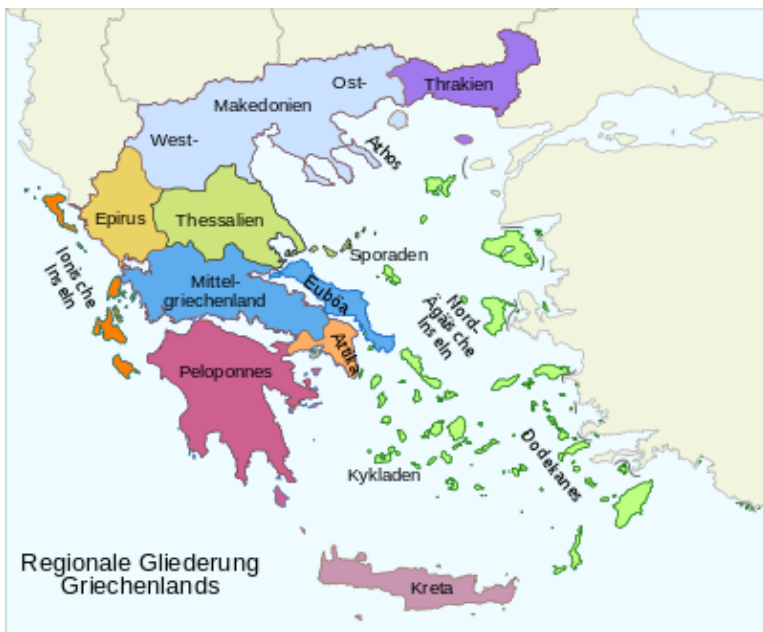 Ost-
Thrakien
Makedonien
West-
Athos
Epirus
Thessalien
Sporaden
Ionische
Inseln
Mittel-
griechenland
Euböa
Nord-
Ägäische
Inseln
Attika
Peloponnes
Dodekanes
Kykladen
Regionale Gliederung
Griechenlands
Kreta